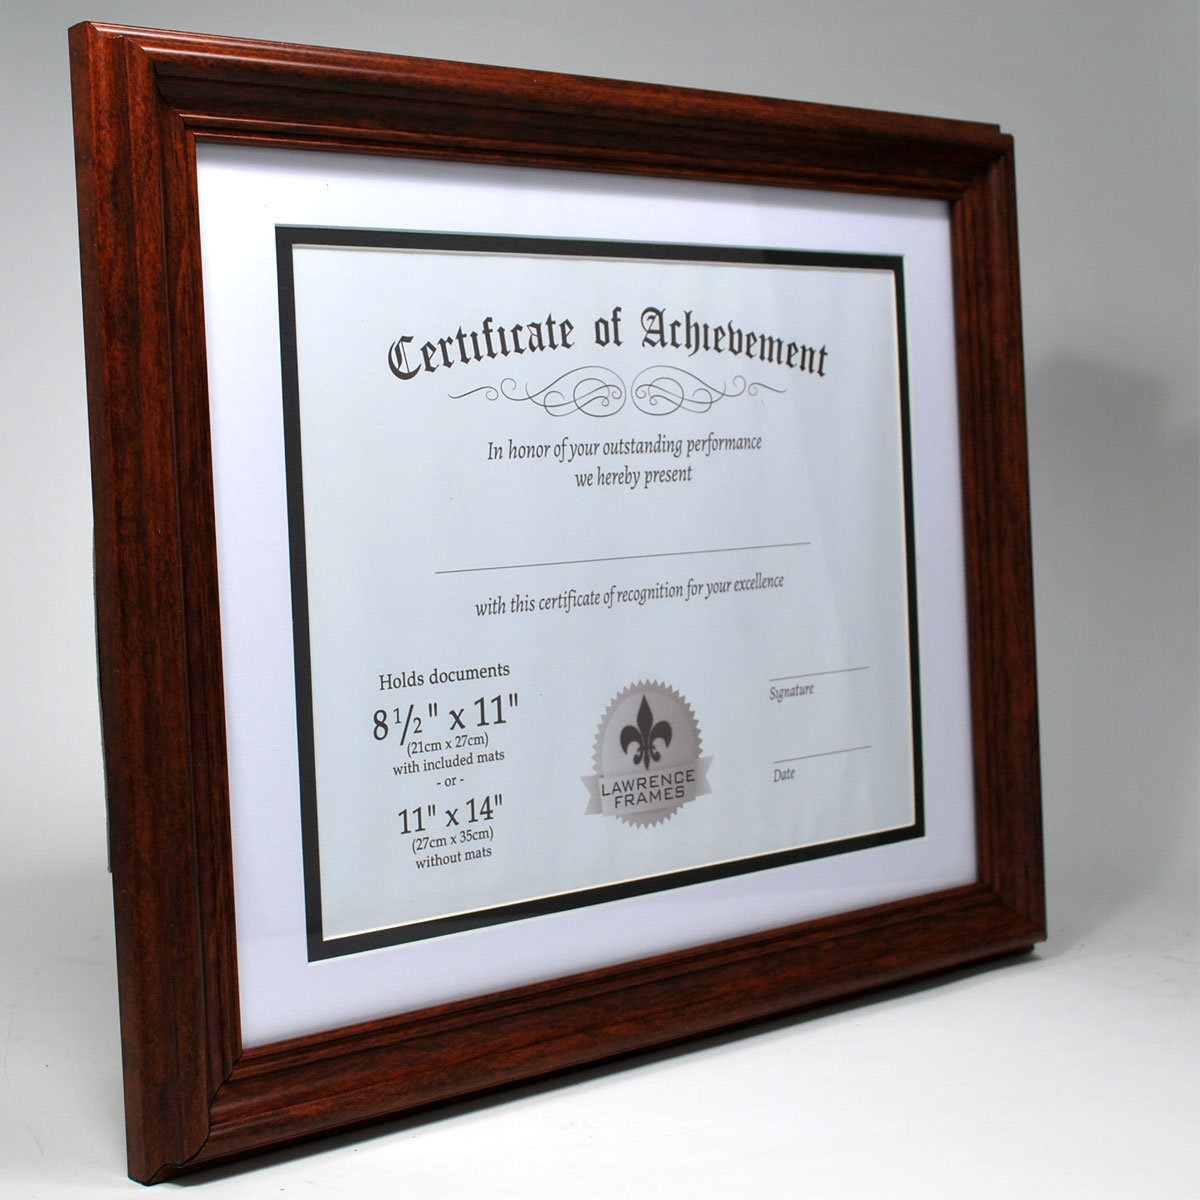 Certificate of Achievement
In honor of your outstanding performance
we hereby present
with this certificate of recognition for your excellence
Holds documents
8 1/2" x 11"
(21cm x 27cm)
with included mats
- or -
11" x 14"
(27cm x 35cm)
without mats
LAWRENCE
FRAMES
Signature
Date